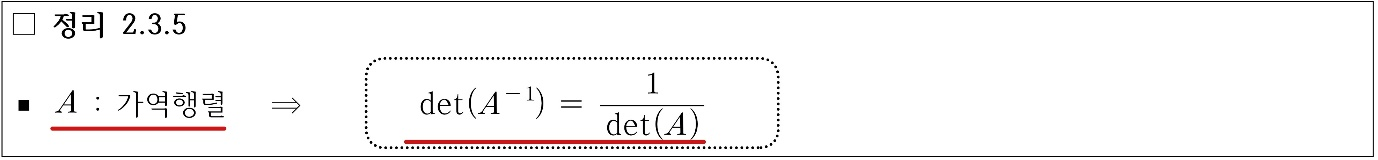 □ 정리 2.3.5
▪ A : 가역행렬 ⇒ det(A⁻¹) = 1/det(A)